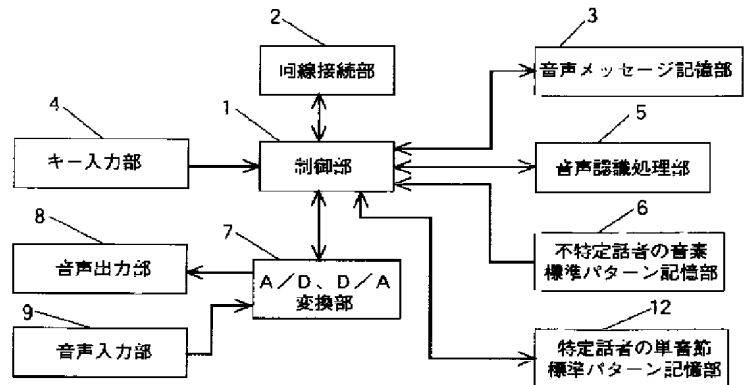 2
回線接続部
3
音声メッセージ記憶部
4
キー入力部
1
制御部
5
音声認識処理部
8
音声出力部
7
A/D、D/A
変換部
6
不特定話者の音素
標準パターン記憶部
9
音声入力部
12
特定話者の単音節
標準パターン記憶部